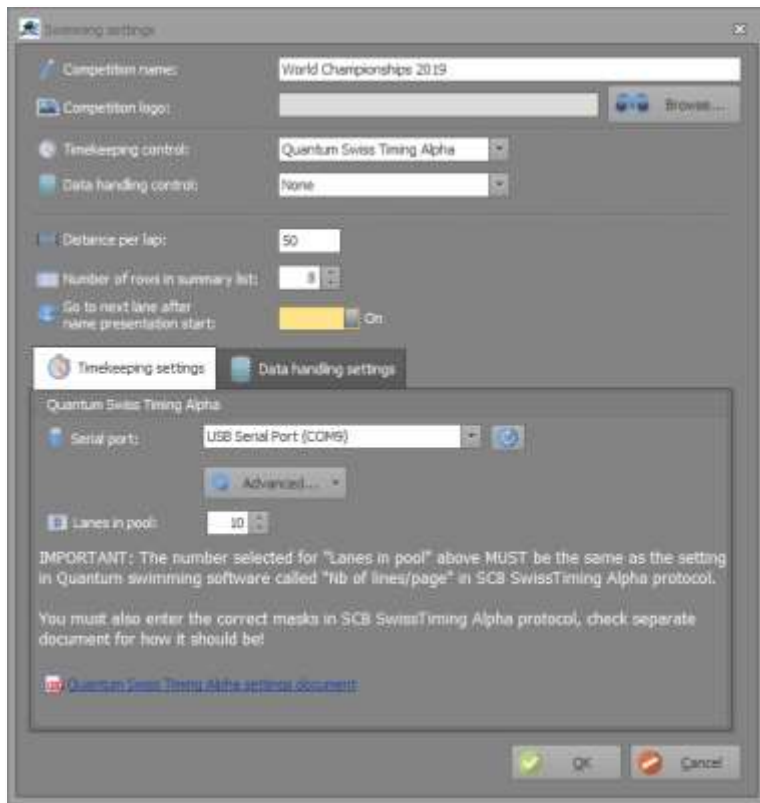 Swimming settings
Competition name:
World Championships 2019
Competition logo:
Browse...
Timekeeping control:
Quantum Swiss Timing Alpha
Data handling control:
None
Distance per lap:
50
Number of rows in summary list:
8
Go to next lane after
name presentation start:
On
Timekeeping settings
Data handling settings
Quantum Swiss Timing Alpha
Serial port:
USB Serial Port (COM9)
Advanced...
Lanes in pool:
10
IMPORTANT: The number selected for "Lanes in pool" above MUST be the same as the setting
in Quantum swimming software called "Nb of lines/page" in SCB SwissTiming Alpha protocol.
You must also enter the correct masks in SCB SwissTiming Alpha protocol, check separate
document for how it should be!
Quantum Swiss Timing Alpha settings document
OK
Cancel